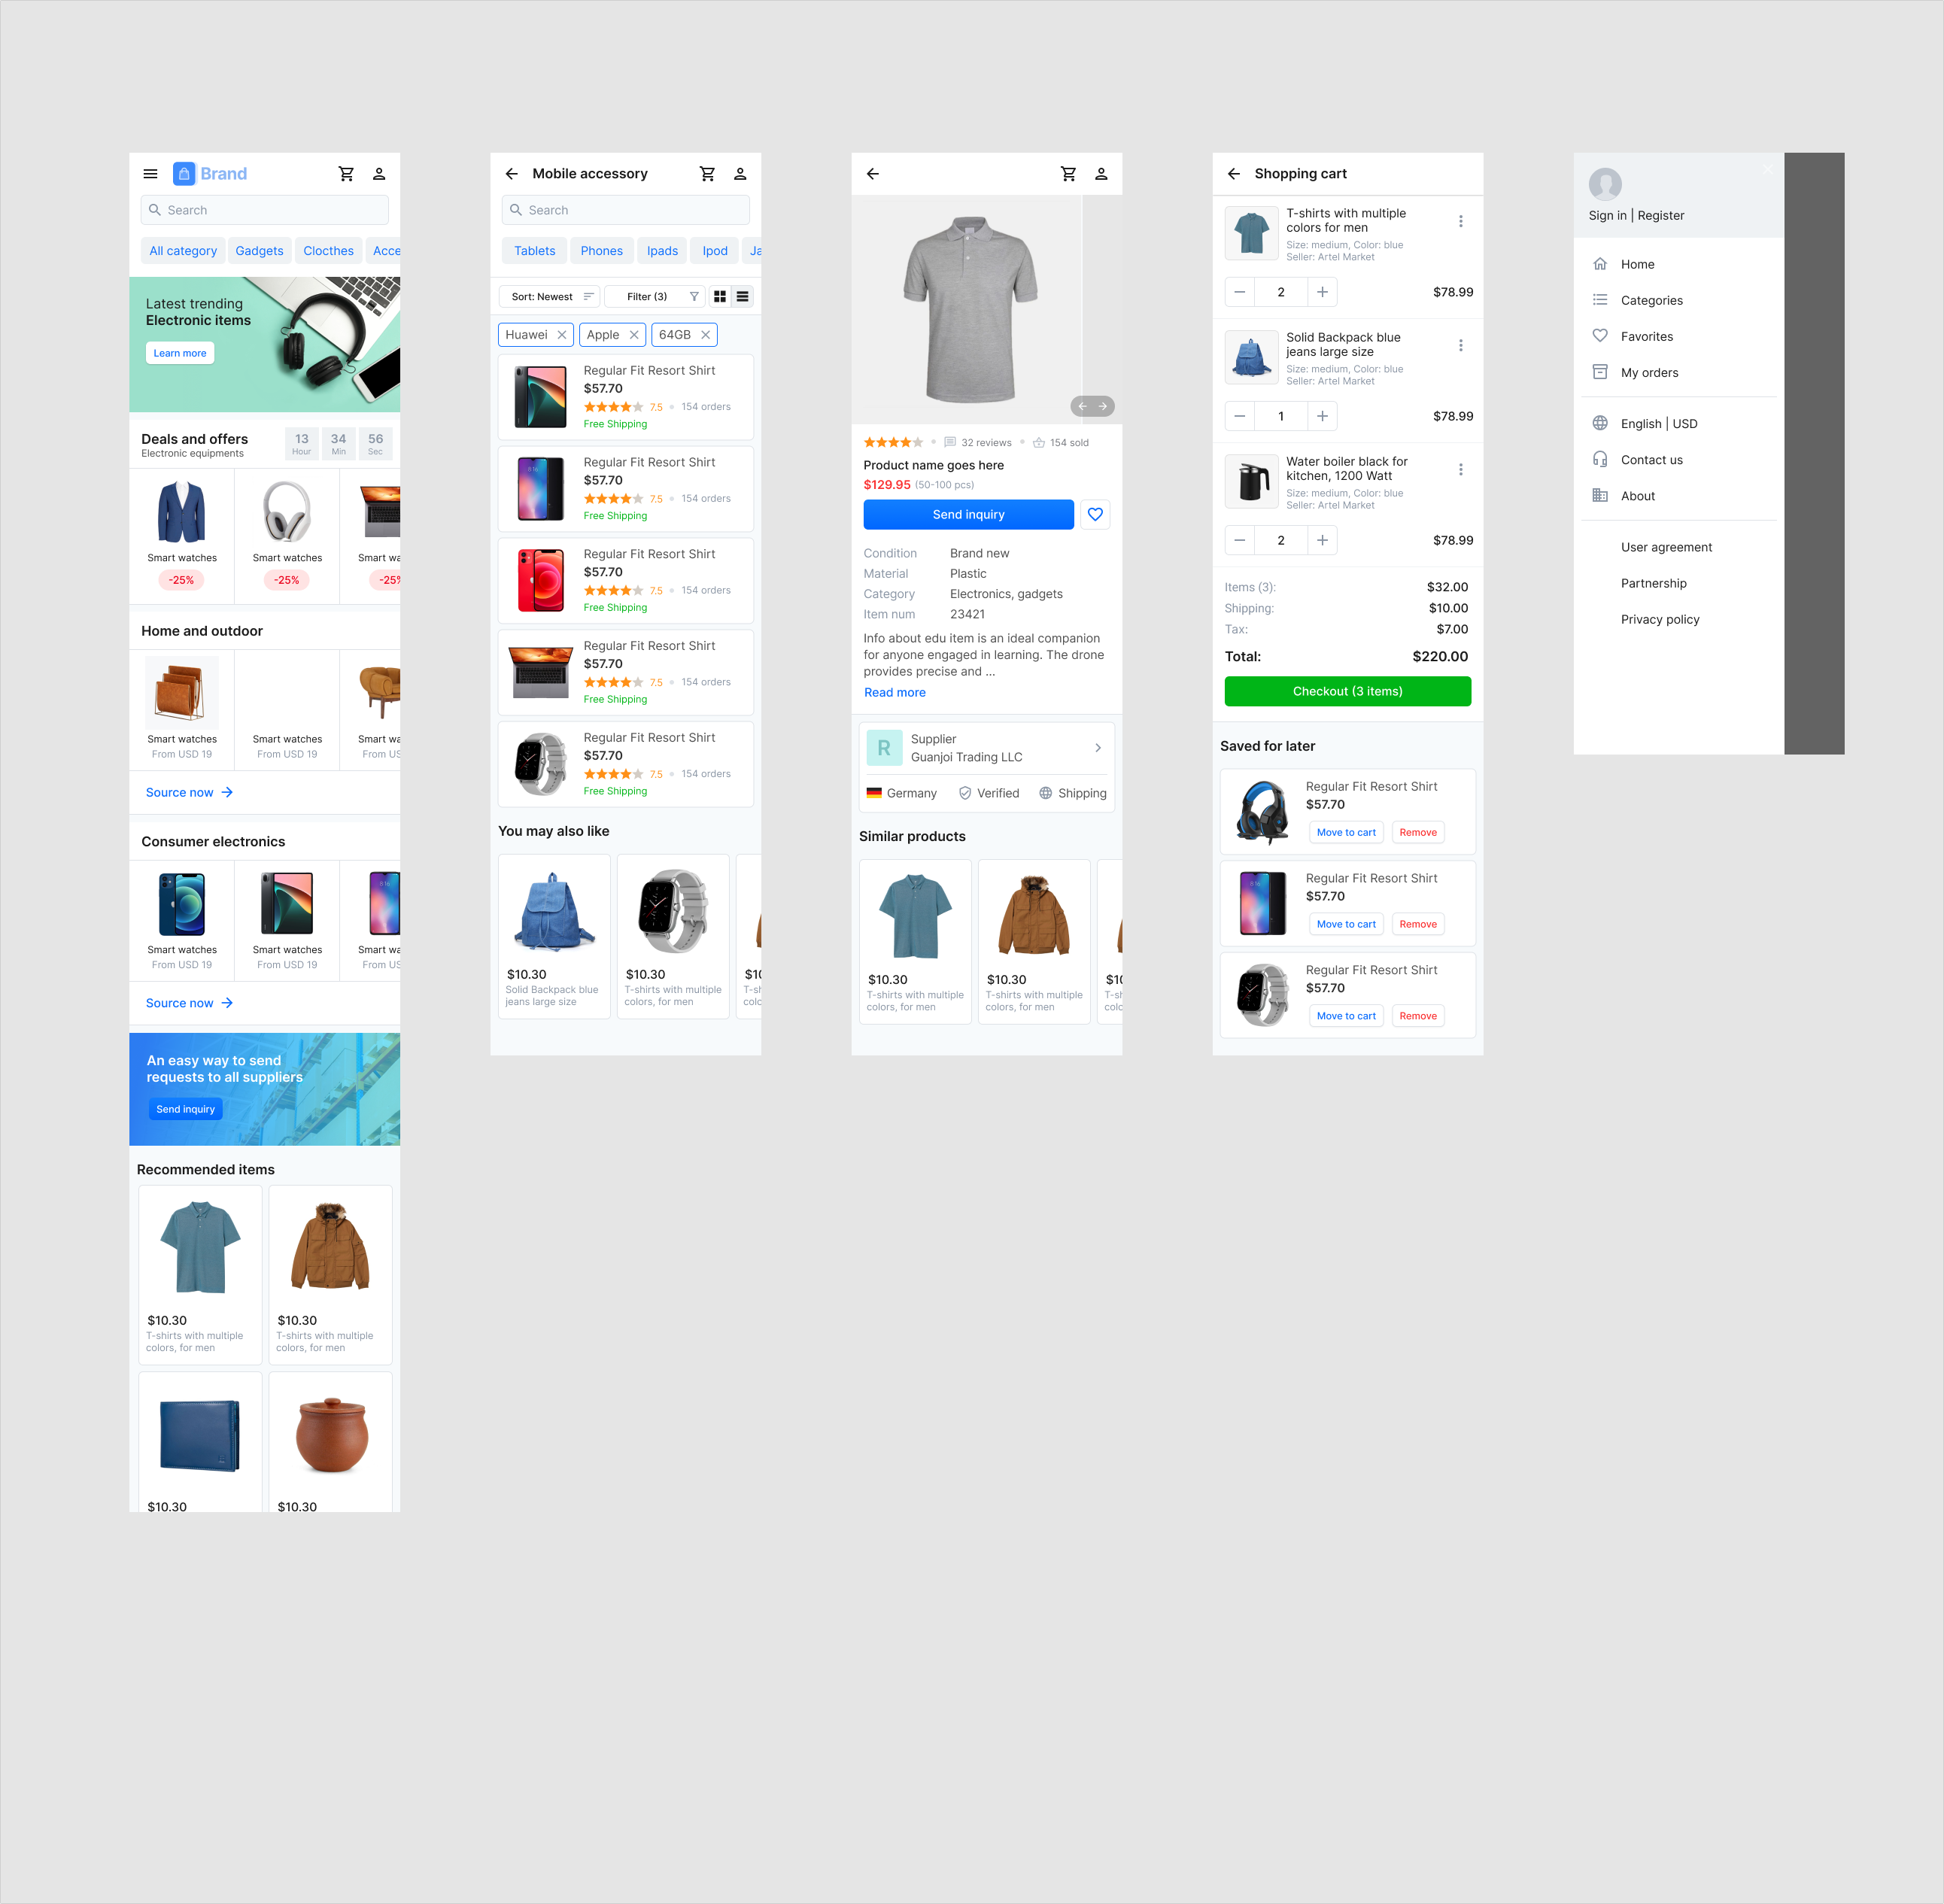 Brand
Search
All category
Gadgets
Clocthes
Acce
Latest trending
Electronic items
Learn more
Deals and offers
Electronic equipments
13
Hour
34
Min
56
Sec
Smart watches
-25%
Smart watches
-25%
Smart wa
-25%
Home and outdoor
Smart watches
From USD 19
Smart watches
From USD 19
Smart wa
From US
Source now
Consumer electronics
Smart watches
From USD 19
Smart watches
From USD 19
Smart wa
From US
Source now
An easy way to send
requests to all suppliers
Send inquiry
Recommended items
$10.30
T-shirts with multiple
colors, for men
$10.30
T-shirts with multiple
colors, for men
$10.30
$10.30
Mobile accessory
Search
Tablets
Phones
Ipads
Ipod
Ja
Sort: Newest
Filter (3)
Huawei
Apple
64GB
Regular Fit Resort Shirt
$57.70
7.5
154 orders
Free Shipping
Regular Fit Resort Shirt
$57.70
7.5
154 orders
Free Shipping
Regular Fit Resort Shirt
$57.70
7.5
154 orders
Free Shipping
Regular Fit Resort Shirt
$57.70
7.5
154 orders
Free Shipping
Regular Fit Resort Shirt
$57.70
7.5
154 orders
Free Shipping
You may also like
$10.30
Solid Backpack blue
jeans large size
$10.30
T-shirts with multiple
colors, for men
$10
T-sh
colo
32 reviews
154 sold
Product name goes here
$129.95 (50-100 pcs)
Send inquiry
Condition Brand new
Material Plastic
Category Electronics, gadgets
Item num 23421
Info about edu item is an ideal companion
for anyone engaged in learning. The drone
provides precise and ...
Read more
R
Supplier
Guanjoi Trading LLC
Germany
Verified
Shipping
Similar products
$10.30
T-shirts with multiple
colors, for men
$10.30
T-shirts with multiple
colors, for men
$10
T-sh
colo
Shopping cart
T-shirts with multiple
colors for men
Size: medium, Color: blue
Seller: Artel Market
2
$78.99
Solid Backpack blue
jeans large size
Size: medium, Color: blue
Seller: Artel Market
1
$78.99
Water boiler black for
kitchen, 1200 Watt
Size: medium, Color: blue
Seller: Artel Market
2
$78.99
Items (3): $32.00
Shipping: $10.00
Tax: $7.00
Total: $220.00
Checkout (3 items)
Saved for later
Regular Fit Resort Shirt
$57.70
Move to cart
Remove
Regular Fit Resort Shirt
$57.70
Move to cart
Remove
Regular Fit Resort Shirt
$57.70
Move to cart
Remove
Sign in | Register
Home
Categories
Favorites
My orders
English | USD
Contact us
About
User agreement
Partnership
Privacy policy